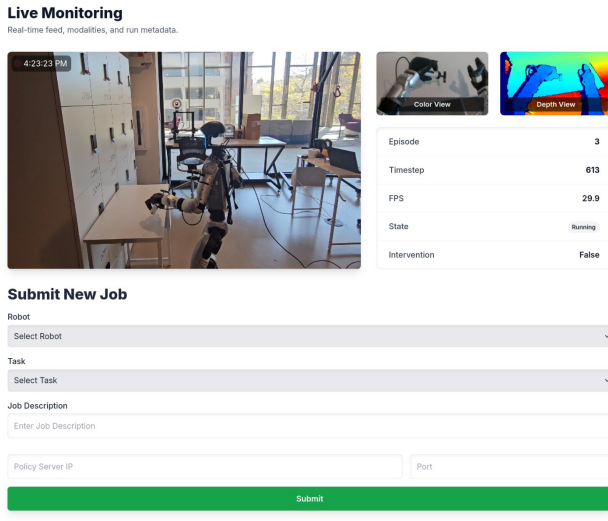 Live Monitoring
Real-time feed, modalities, and run metadata.
4:23:23 PM
Color View
Depth View
Episode 3
Timestep 613
FPS 29.9
State Running
Intervention False
Submit New Job
Robot
Select Robot
Task
Select Task
Job Description
Enter Job Description
Policy Server IP Port
Submit